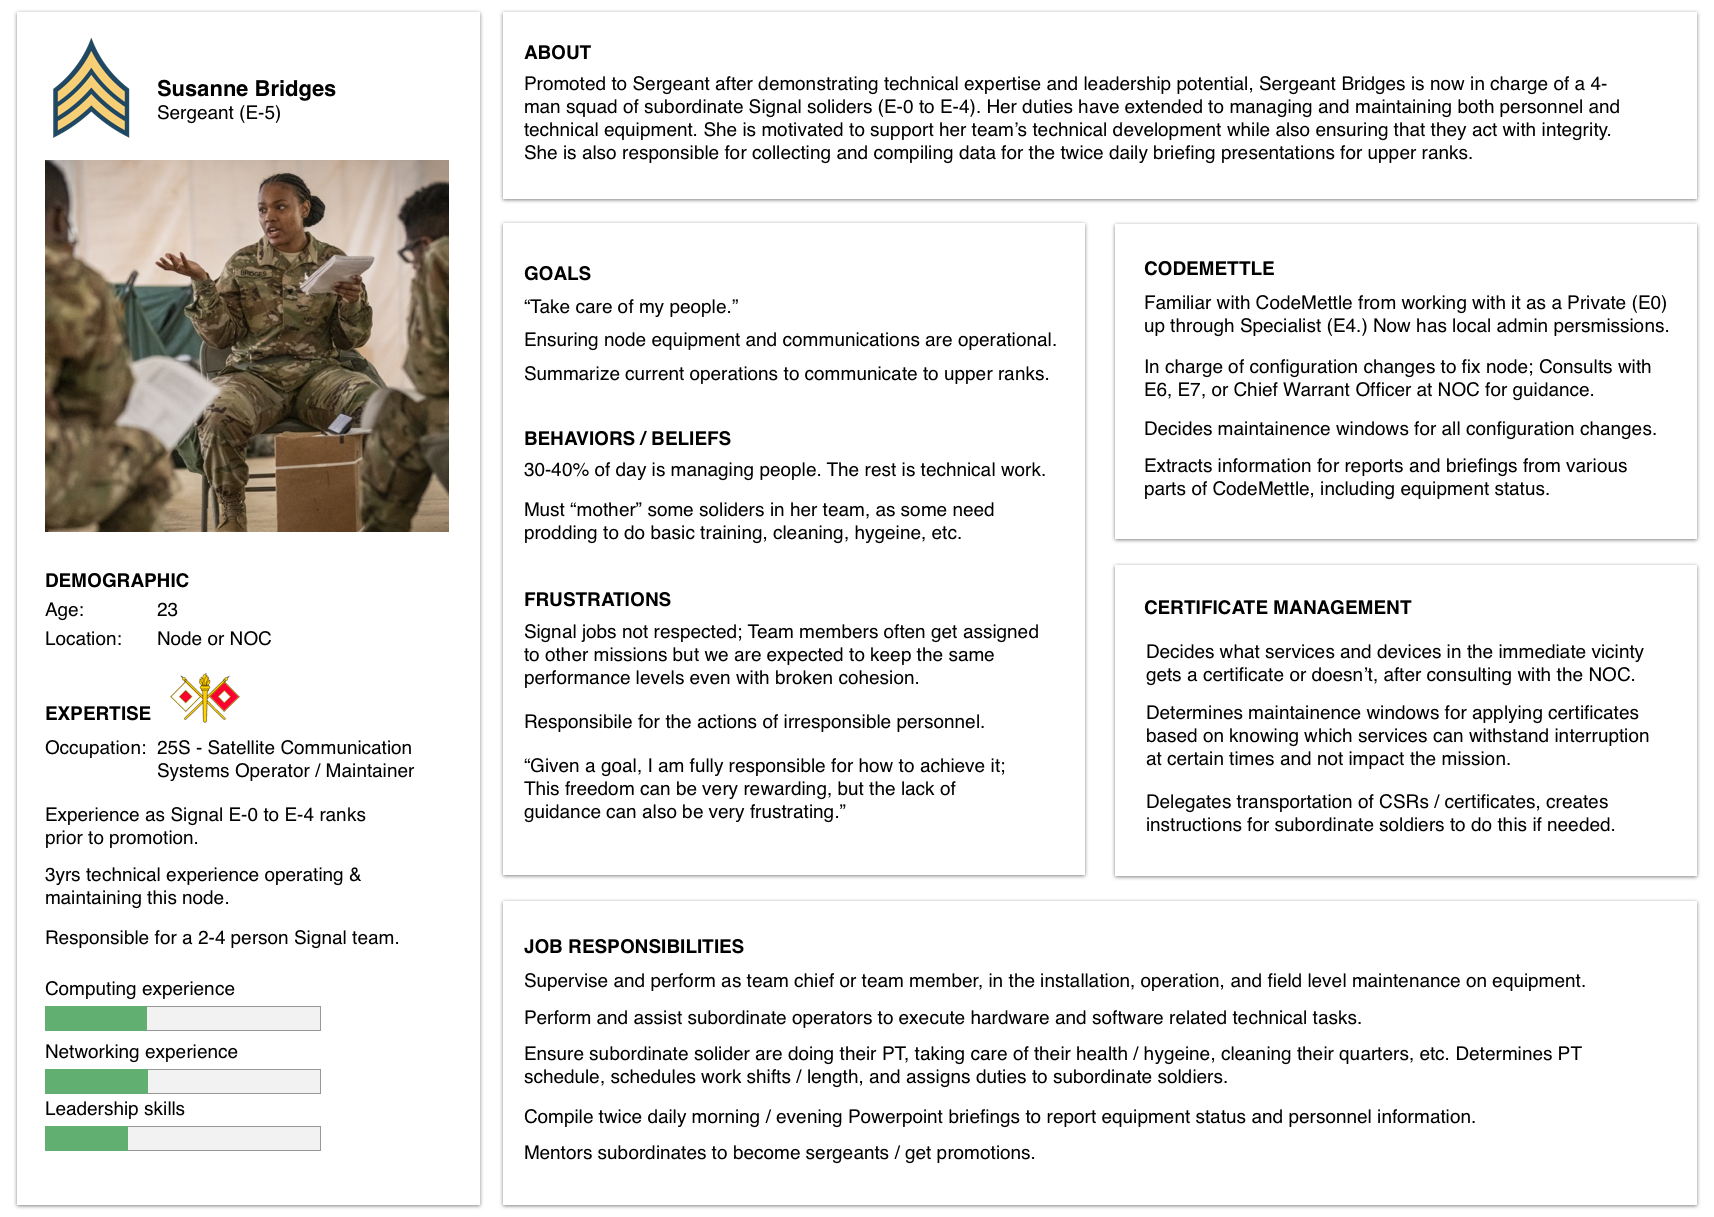 Susanne Bridges
Sergeant (E-5)
BRIDGES
DEMOGRAPHIC
Age: 23
Location: Node or NOC
EXPERTISE
Occupation: 25S - Satellite Communication
Systems Operator / Maintainer
Experience as Signal E-0 to E-4 ranks
prior to promotion.
3yrs technical experience operating &
maintaining this node.
Responsible for a 2-4 person Signal team.
Computing experience
Networking experience
Leadership skills
ABOUT
Promoted to Sergeant after demonstrating technical expertise and leadership potential, Sergeant Bridges is now in charge of a 4-
man squad of subordinate Signal soliders (E-0 to E-4). Her duties have extended to managing and maintaining both personnel and
technical equipment. She is motivated to support her team’s technical development while also ensuring that they act with integrity.
She is also responsible for collecting and compiling data for the twice daily briefing presentations for upper ranks.
GOALS
“Take care of my people.”
Ensuring node equipment and communications are operational.
Summarize current operations to communicate to upper ranks.
BEHAVIORS / BELIEFS
30-40% of day is managing people. The rest is technical work.
Must “mother” some soliders in her team, as some need
prodding to do basic training, cleaning, hygeine, etc.
FRUSTRATIONS
Signal jobs not respected; Team members often get assigned
to other missions but we are expected to keep the same
performance levels even with broken cohesion.
Responsibile for the actions of irresponsible personnel.
“Given a goal, I am fully responsible for how to achieve it;
This freedom can be very rewarding, but the lack of
guidance can also be very frustrating.”
CODEMETTLE
Familiar with CodeMettle from working with it as a Private (E0)
up through Specialist (E4.) Now has local admin persmissions.
In charge of configuration changes to fix node; Consults with
E6, E7, or Chief Warrant Officer at NOC for guidance.
Decides maintainence windows for all configuration changes.
Extracts information for reports and briefings from various
parts of CodeMettle, including equipment status.
CERTIFICATE MANAGEMENT
Decides what services and devices in the immediate vicinty
gets a certificate or doesn’t, after consulting with the NOC.
Determines maintainence windows for applying certificates
based on knowing which services can withstand interruption
at certain times and not impact the mission.
Delegates transportation of CSRs / certificates, creates
instructions for subordinate soldiers to do this if needed.
JOB RESPONSIBILITIES
Supervise and perform as team chief or team member, in the installation, operation, and field level maintenance on equipment.
Perform and assist subordinate operators to execute hardware and software related technical tasks.
Ensure subordinate solider are doing their PT, taking care of their health / hygeine, cleaning their quarters, etc. Determines PT
schedule, schedules work shifts / length, and assigns duties to subordinate soldiers.
Compile twice daily morning / evening Powerpoint briefings to report equipment status and personnel information.
Mentors subordinates to become sergeants / get promotions.